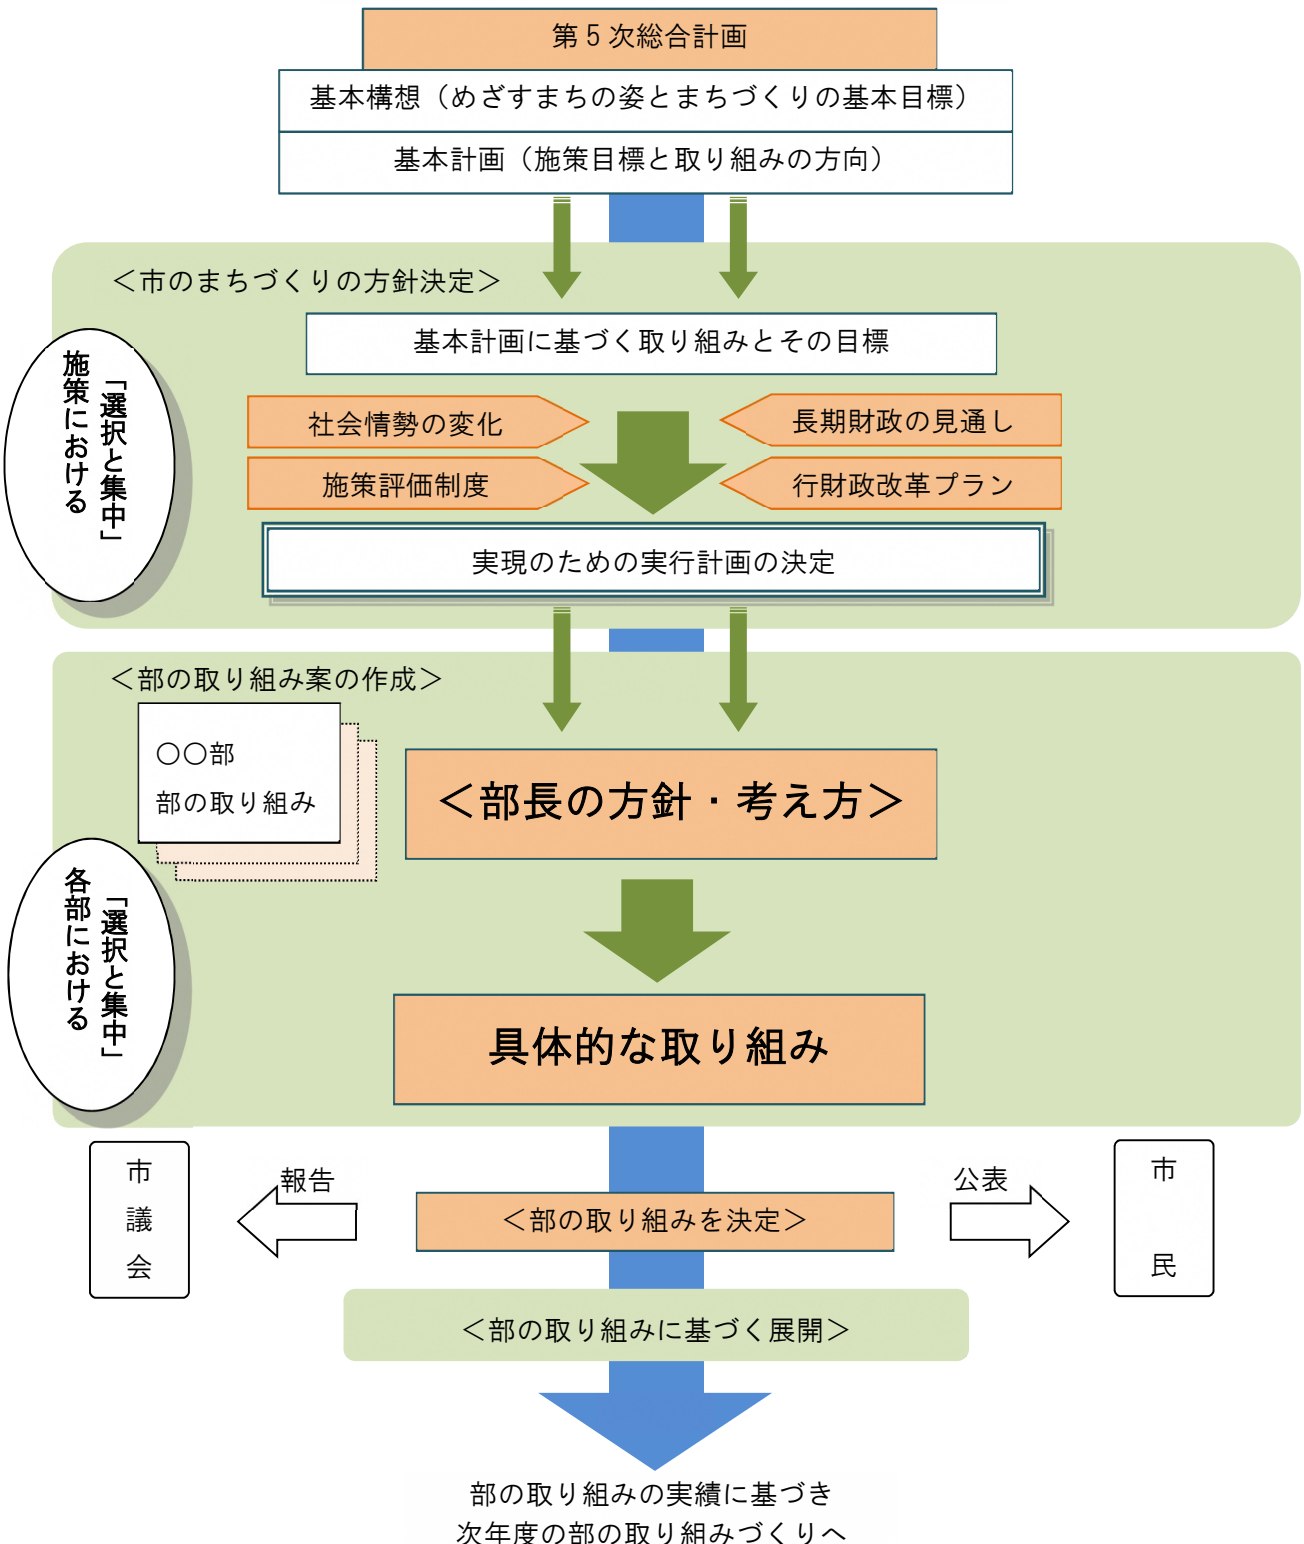 第５次総合計画
基本構想（めざすまちの姿とまちづくりの基本目標）
基本計画（施策目標と取り組みの方向）
＜市のまちづくりの方針決定＞
基本計画に基づく取り組みとその目標
施策における
「選択と集中」
社会情勢の変化
長期財政の見通し
施策評価制度
行財政改革プラン
実現のための実行計画の決定
＜部の取り組み案の作成＞
〇〇部
部の取り組み
＜部長の方針・考え方＞
各部における
「選択と集中」
具体的な取り組み
市議会
報告
＜部の取り組みを決定＞
公表
市民
＜部の取り組みに基づく展開＞
部の取り組みの実績に基づき
次年度の部の取り組みづくりへ